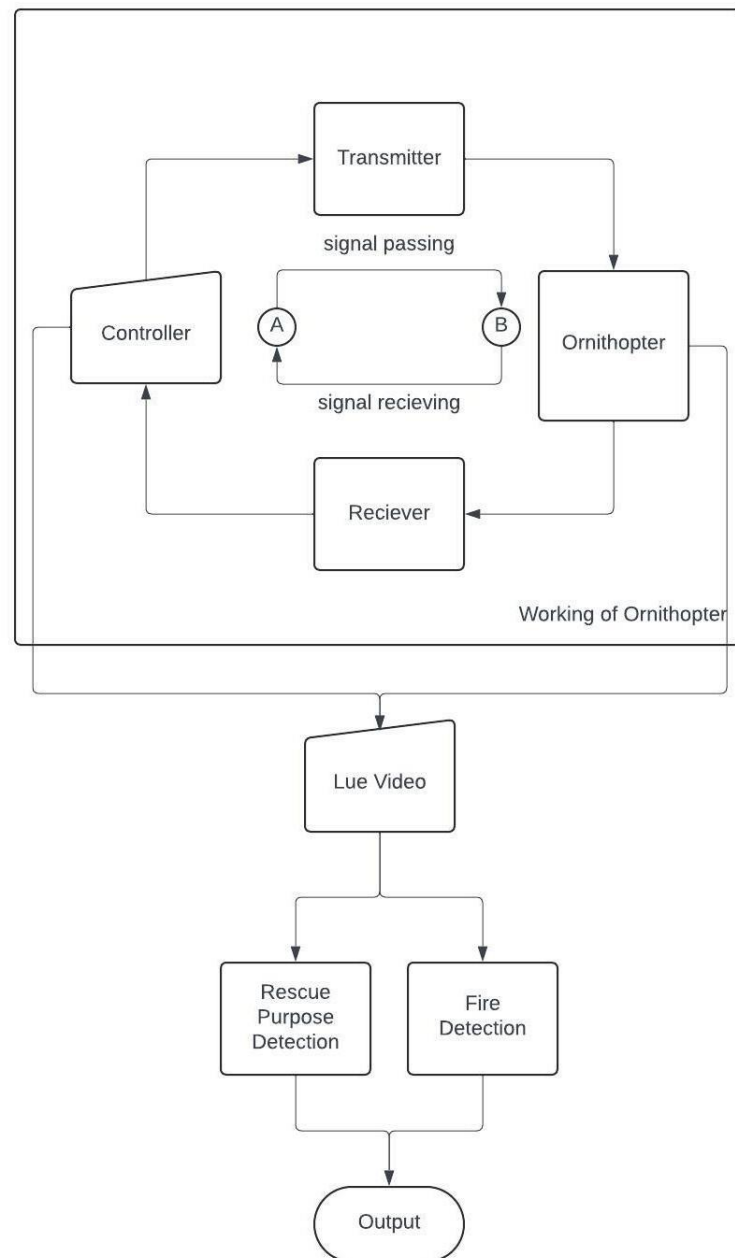 Transmitter
signal passing
Controller
A
B
Ornithopter
signal recieving
Reciever
Working of Ornithopter
Lue Video
Rescue
Purpose
Detection
Fire
Detection
Output